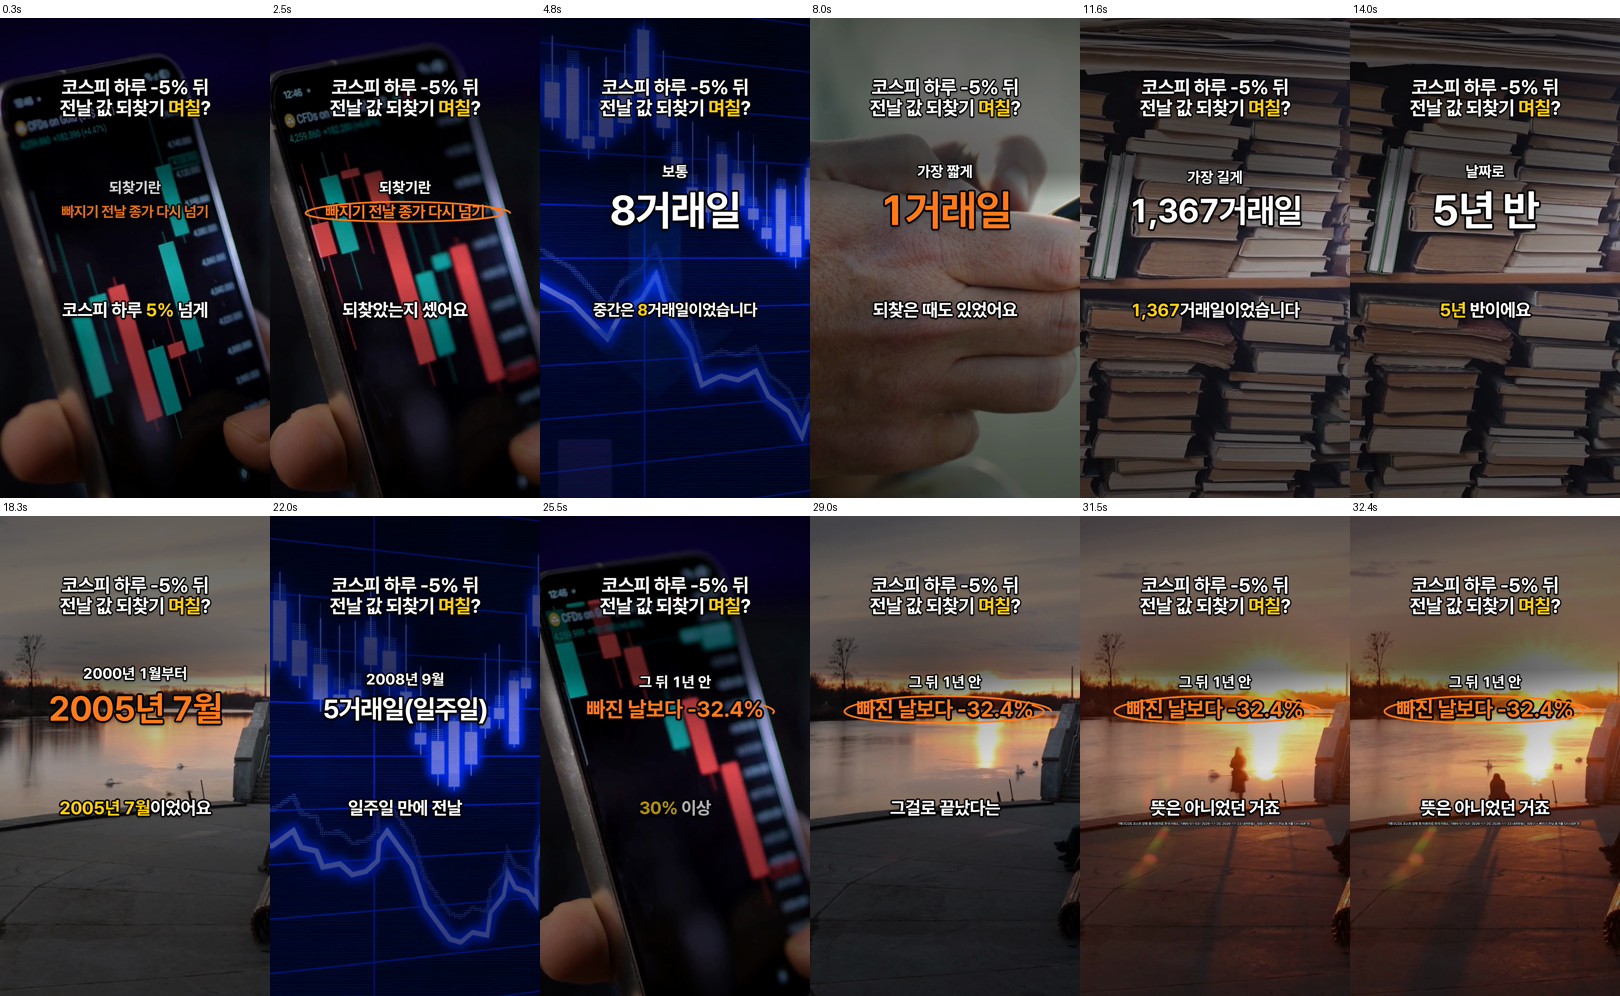 0.3s
코스피 하루 -5% 뒤
전날 값 되찾기 며칠?
되찾기란
빠지기 전날 종가 다시 넘기
코스피 하루 5% 넘게
2.5s
코스피 하루 -5% 뒤
전날 값 되찾기 며칠?
12:46
되찾기란
빠지기 전날 종가 다시 넘기
되찾았는지 셌어요
4.8s
코스피 하루 -5% 뒤
전날 값 되찾기 며칠?
보통
8거래일
중간은 8거래일이었습니다
8.0s
코스피 하루 -5% 뒤
전날 값 되찾기 며칠?
가장 짧게
1거래일
되찾은 때도 있었어요
11.6s
코스피 하루 -5% 뒤
전날 값 되찾기 며칠?
가장 길게
1,367거래일
1,367거래일이었습니다
14.0s
코스피 하루 -5% 뒤
전날 값 되찾기 며칠?
날짜로
5년 반
5년 반이에요
18.3s
코스피 하루 -5% 뒤
전날 값 되찾기 며칠?
2000년 1월부터
2005년 7월
2005년 7월이었어요
22.0s
코스피 하루 -5% 뒤
전날 값 되찾기 며칠?
2008년 9월
5거래일(일주일)
일주일 만에 전날
25.5s
코스피 하루 -5% 뒤
전날 값 되찾기 며칠?
12:46
그 뒤 1년 안
빠진 날보다 -32.4%
30% 이상
29.0s
코스피 하루 -5% 뒤
전날 값 되찾기 며칠?
그 뒤 1년 안
빠진 날보다 -32.4%
그걸로 끝났다는
31.5s
코스피 하루 -5% 뒤
전날 값 되찾기 며칠?
그 뒤 1년 안
빠진 날보다 -32.4%
뜻은 아니었던 거죠
32.4s
코스피 하루 -5% 뒤
전날 값 되찾기 며칠?
그 뒤 1년 안
빠진 날보다 -32.4%
뜻은 아니었던 거죠